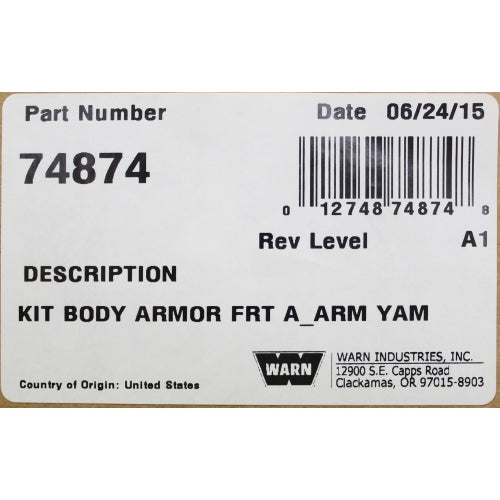 Part Number
Date 06/24/15
74874
0 12748 74874 8
Rev Level A1
DESCRIPTION
KIT BODY ARMOR FRT A_ARM YAM
WARN
WARN INDUSTRIES, INC.
12900 S.E. Capps Road
Clackamas, OR 97015-8903
Country of Origin: United States